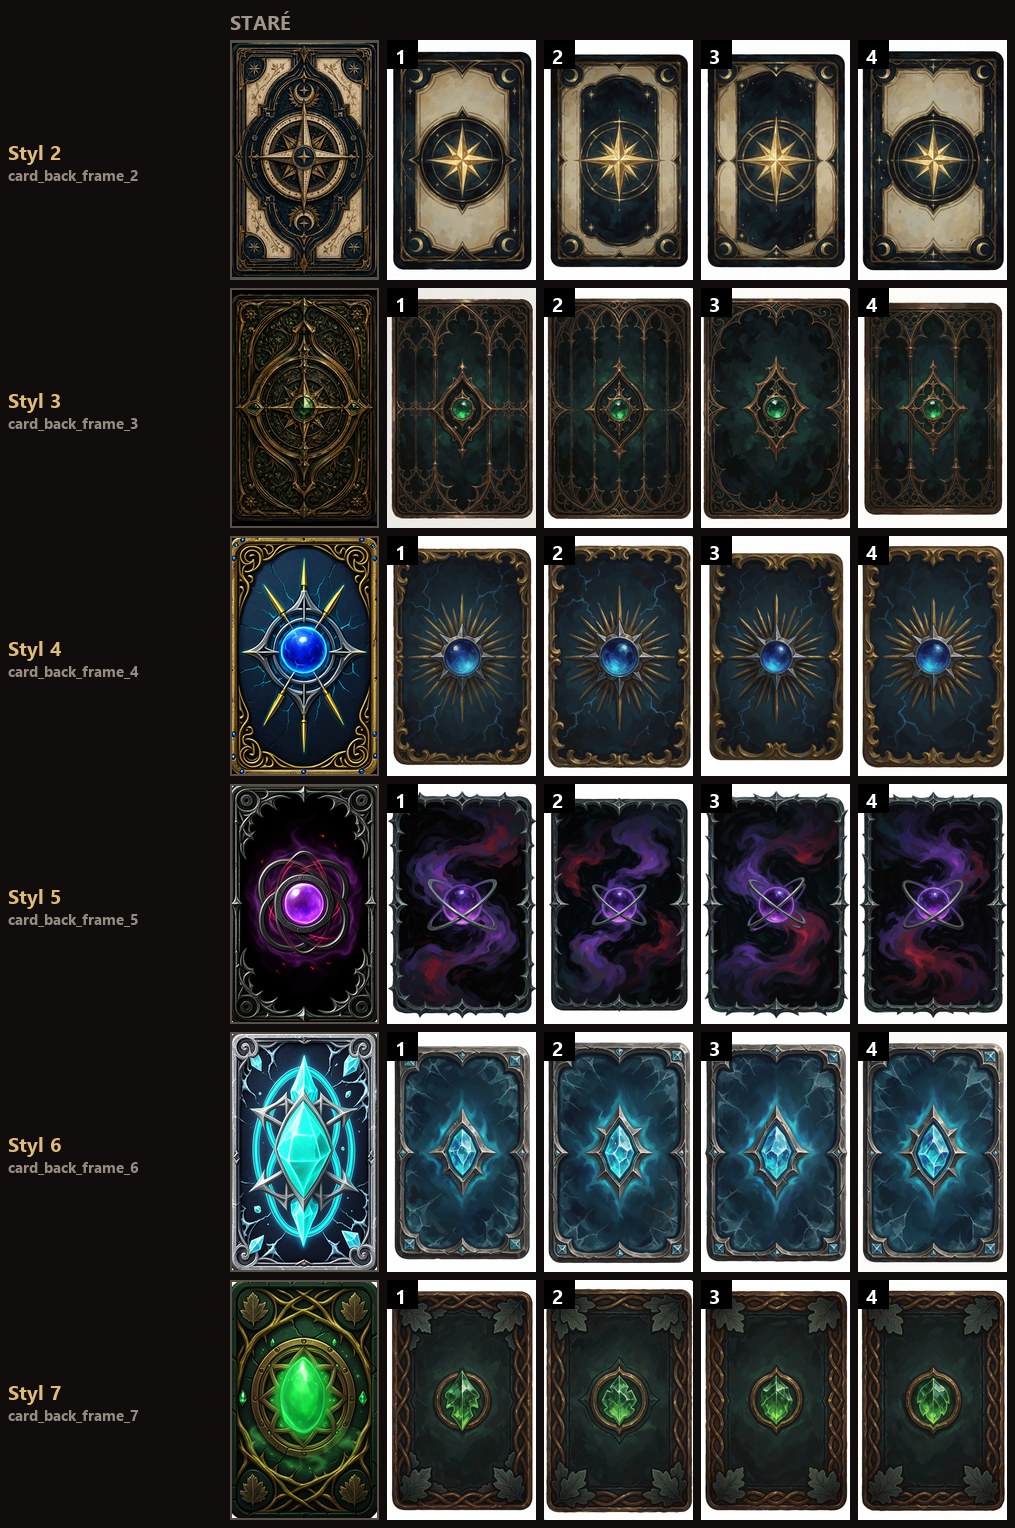 STARÉ
1 2 3 4
Styl 2
card_back_frame_2
1 2 3 4
Styl 3
card_back_frame_3
1 2 3 4
Styl 4
card_back_frame_4
1 2 3 4
Styl 5
card_back_frame_5
1 2 3 4
Styl 6
card_back_frame_6
1 2 3 4
Styl 7
card_back_frame_7